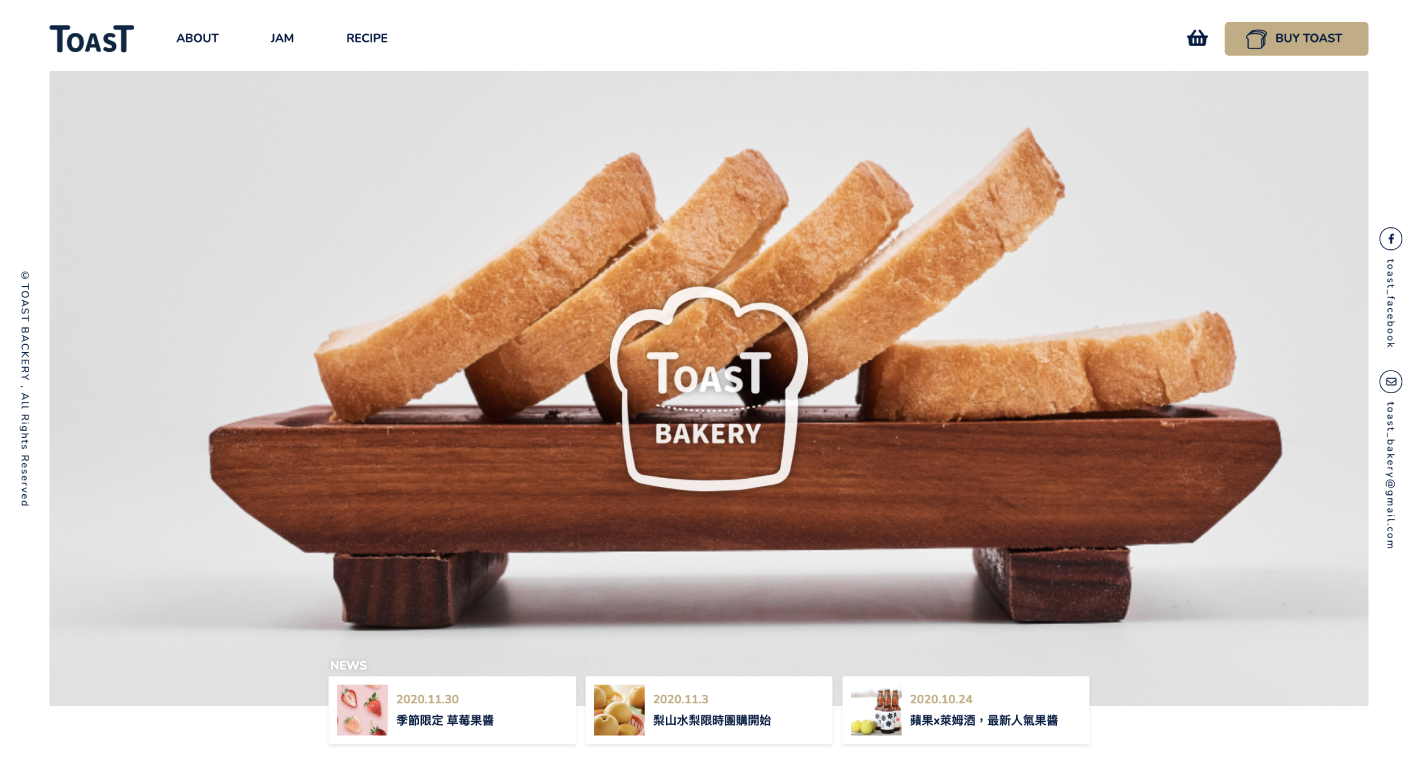 TOAST
ABOUT
JAM
RECIPE
BUY TOAST
© TOAST BACKERY , All Rights Reserved
TOAST
BAKERY
toast_facebook
toast_bakery@gmail.com
NEWS
2020.11.30
季節限定 草莓果醬
2020.11.3
梨山水梨限時團購開始
2020.10.24
蘋果x萊姆酒，最新人氣果醬